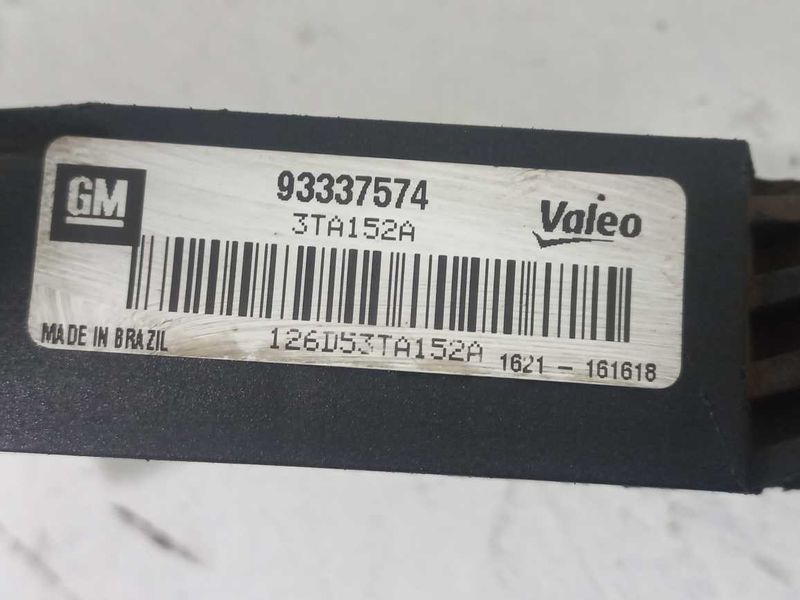 GM
93337574
Valeo
3TA152A
MADE IN BRAZIL
126D53TA152A
1621 - 161618